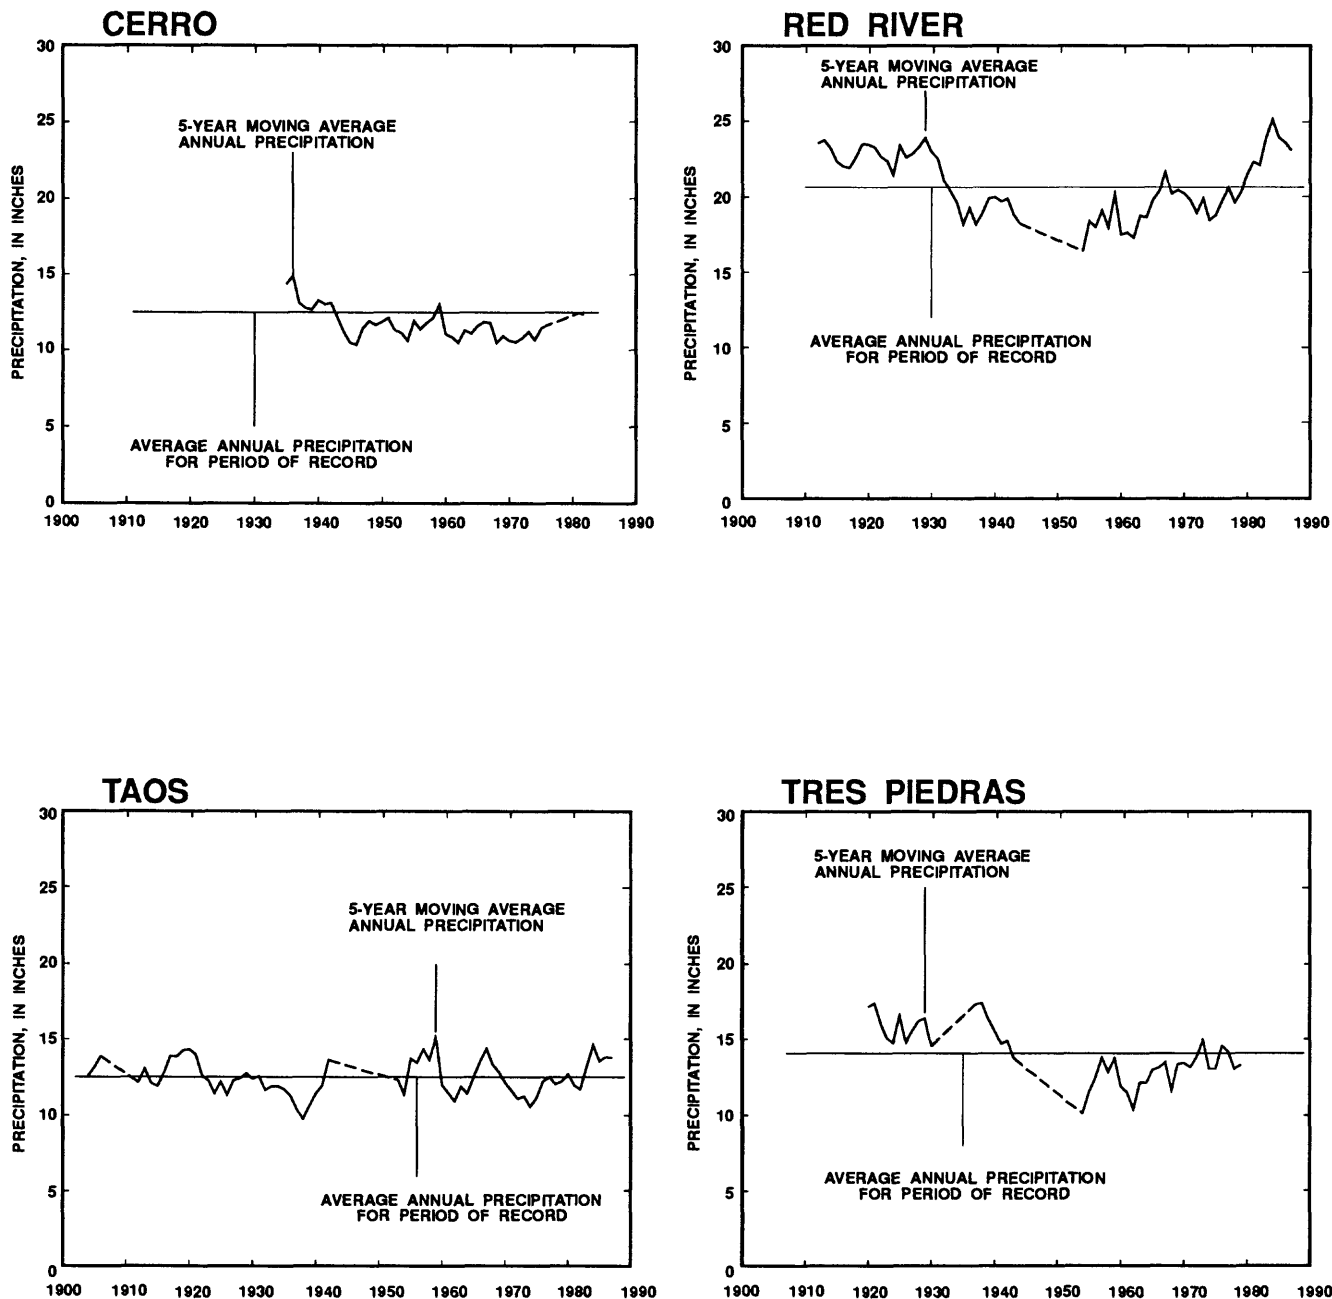 CERRO
30
25
20
15
10
5
0
PRECIPITATION, IN INCHES
5-YEAR MOVING AVERAGE
ANNUAL PRECIPITATION
AVERAGE ANNUAL PRECIPITATION
FOR PERIOD OF RECORD
1900 1910 1920 1930 1940 1950 1960 1970 1980 1990
RED RIVER
30
25
20
15
10
5
0
PRECIPITATION, IN INCHES
5-YEAR MOVING AVERAGE
ANNUAL PRECIPITATION
AVERAGE ANNUAL PRECIPITATION
FOR PERIOD OF RECORD
1900 1910 1920 1930 1940 1950 1960 1970 1980 1990
TAOS
30
25
20
15
10
5
0
PRECIPITATION, IN INCHES
5-YEAR MOVING AVERAGE
ANNUAL PRECIPITATION
AVERAGE ANNUAL PRECIPITATION
FOR PERIOD OF RECORD
1900 1910 1920 1930 1940 1950 1960 1970 1980 1990
TRES PIEDRAS
30
25
20
15
10
5
0
PRECIPITATION, IN INCHES
5-YEAR MOVING AVERAGE
ANNUAL PRECIPITATION
AVERAGE ANNUAL PRECIPITATION
FOR PERIOD OF RECORD
1900 1910 1920 1930 1940 1950 1960 1970 1980 1990